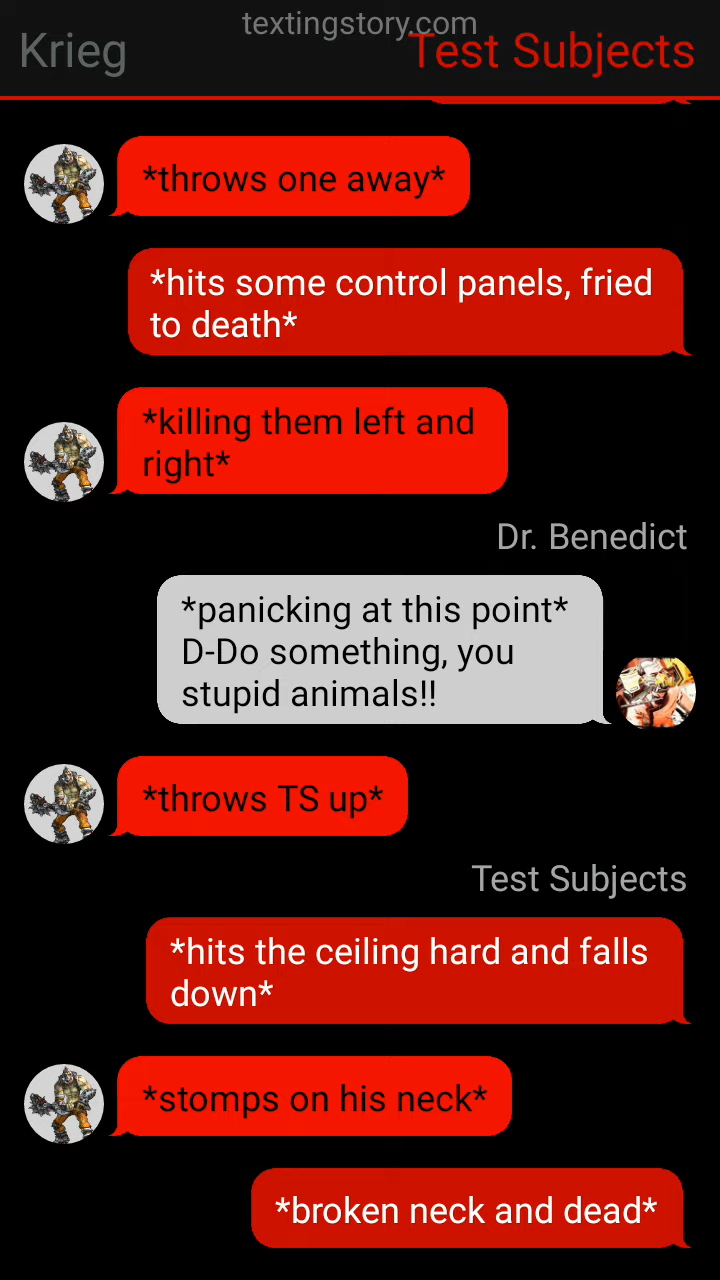 textingstory.com
Krieg
Test Subjects
*throws one away*
*hits some control panels, fried
to death*
*killing them left and
right*
Dr. Benedict
*panicking at this point*
D-Do something, you
stupid animals!!
*throws TS up*
Test Subjects
*hits the ceiling hard and falls
down*
*stomps on his neck*
*broken neck and dead*